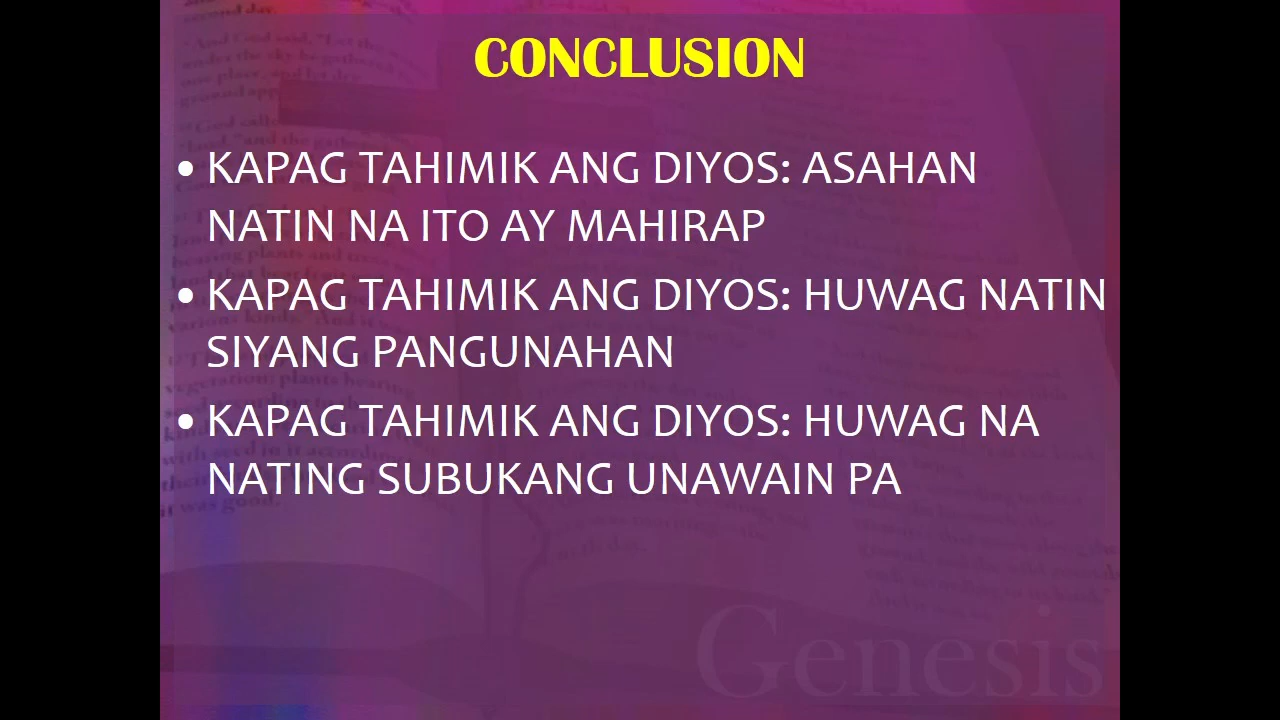 CONCLUSION
• KAPAG TAHIMIK ANG DIYOS: ASAHAN
NATIN NA ITO AY MAHIRAP
• KAPAG TAHIMIK ANG DIYOS: HUWAG NATIN
SIYANG PANGUNAHAN
• KAPAG TAHIMIK ANG DIYOS: HUWAG NA
NATING SUBUKANG UNAWAIN PA
Genesis